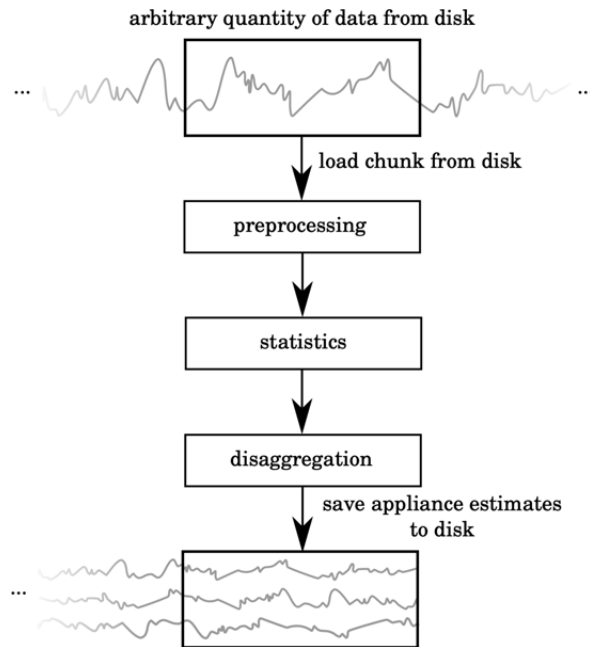 arbitrary quantity of data from disk
... ..
load chunk from disk
preprocessing
statistics
disaggregation
save appliance estimates
to disk
...